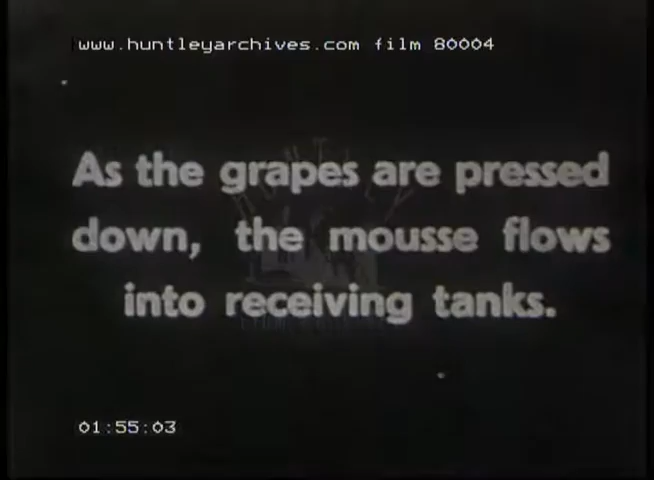 www.huntleyarchives.com film 80004
As the grapes are pressed
down, the mousse flows
into receiving tanks.
01:55:03